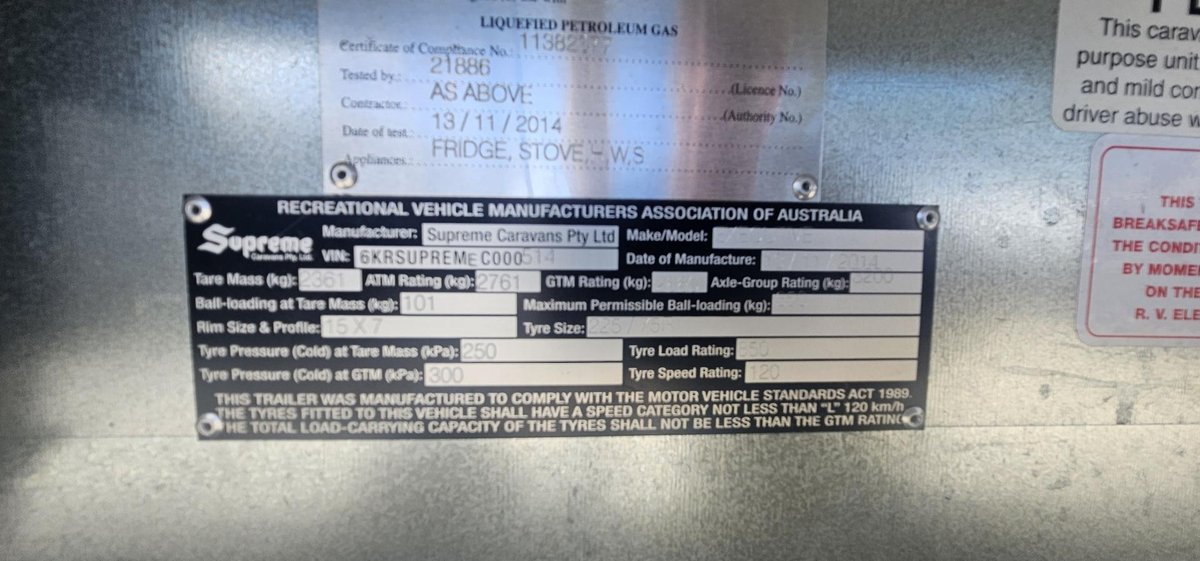 LIQUEFIED PETROLEUM GAS
Certificate of Compliance No.:
Tested by: 21886 (Licence No.)
Contractor: AS ABOVE (Authority No.)
Date of test: 13 / 11 / 2014
Appliances: FRIDGE, STOVE, - W.S
RECREATIONAL VEHICLE MANUFACTURERS ASSOCIATION OF AUSTRALIA
Supreme
Caravans Pty. Ltd.
Manufacturer: Supreme Caravans Pty Ltd Make/Model:
VIN: 6KRSUPREMEC000514 Date of Manufacture: 2014
Tare Mass (kg): 2361 ATM Rating (kg): 2761 GTM Rating (kg): Axle-Group Rating (kg): 3200
Ball-loading at Tare Mass (kg): 101 Maximum Permissible Ball-loading (kg):
Rim Size & Profile: 15 X 7 Tyre Size:
Tyre Pressure (Cold) at Tare Mass (kPa): 250 Tyre Load Rating:
Tyre Pressure (Cold) at GTM (kPa): 300 Tyre Speed Rating: 120
THIS TRAILER WAS MANUFACTURED TO COMPLY WITH THE MOTOR VEHICLE STANDARDS ACT 1989.
THE TYRES FITTED TO THIS VEHICLE SHALL HAVE A SPEED CATEGORY NOT LESS THAN "L" 120 km/h
HE TOTAL LOAD-CARRYING CAPACITY OF THE TYRES SHALL NOT BE LESS THAN THE GTM RATING
This carav
purpose unit
and mild con
driver abuse w
THIS
BREAKSAFE
THE CONDIT
BY MOME
ON THE
R. V. ELE